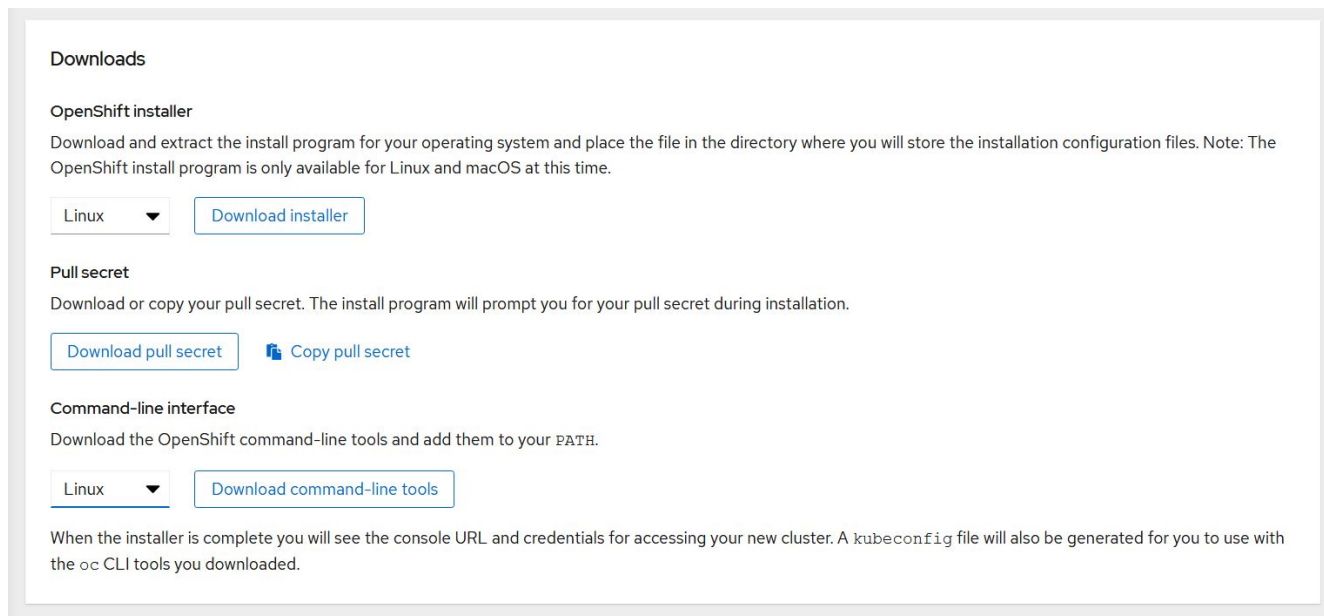 Downloads
OpenShift installer
Download and extract the install program for your operating system and place the file in the directory where you will store the installation configuration files. Note: The
OpenShift install program is only available for Linux and macOS at this time.
Linux Download installer
Pull secret
Download or copy your pull secret. The install program will prompt you for your pull secret during installation.
Download pull secret Copy pull secret
Command-line interface
Download the OpenShift command-line tools and add them to your PATH.
Linux Download command-line tools
When the installer is complete you will see the console URL and credentials for accessing your new cluster. A kubeconfig file will also be generated for you to use with
the oc CLI tools you downloaded.